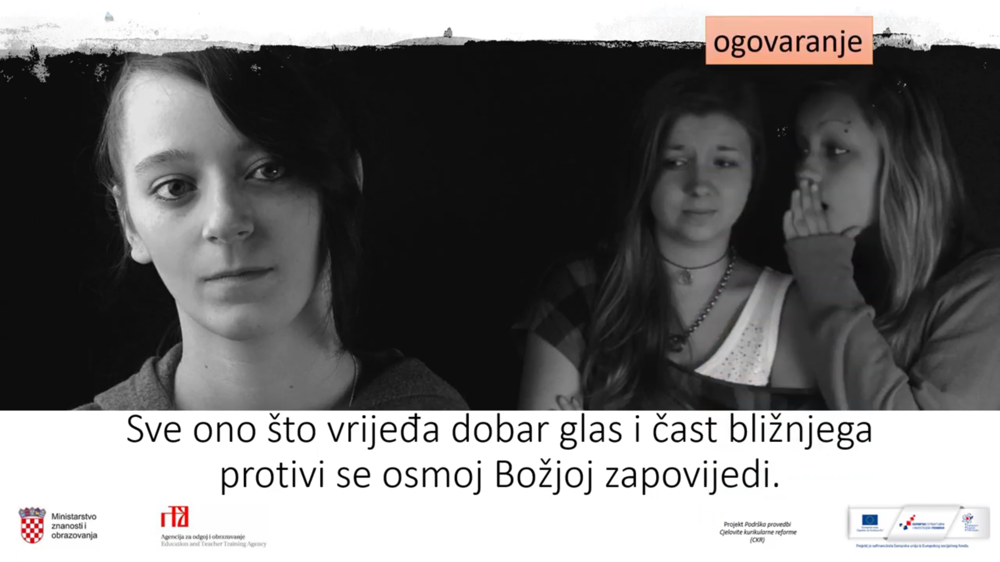 ogovaranje
Sve ono što vrijeđa dobar glas i čast bližnjega
protivi se osmoj Božjoj zapovijedi.
Ministarstvo
znanosti i
obrazovanja
Agencija za odgoj i obrazovanje
Education and Teacher Training Agency
Projekt Podrška provedbi
Cjelovite kurikularne reforme
(CKR)
Projekt je sufinancirala Europska unija iz Europskog socijalnog fonda.